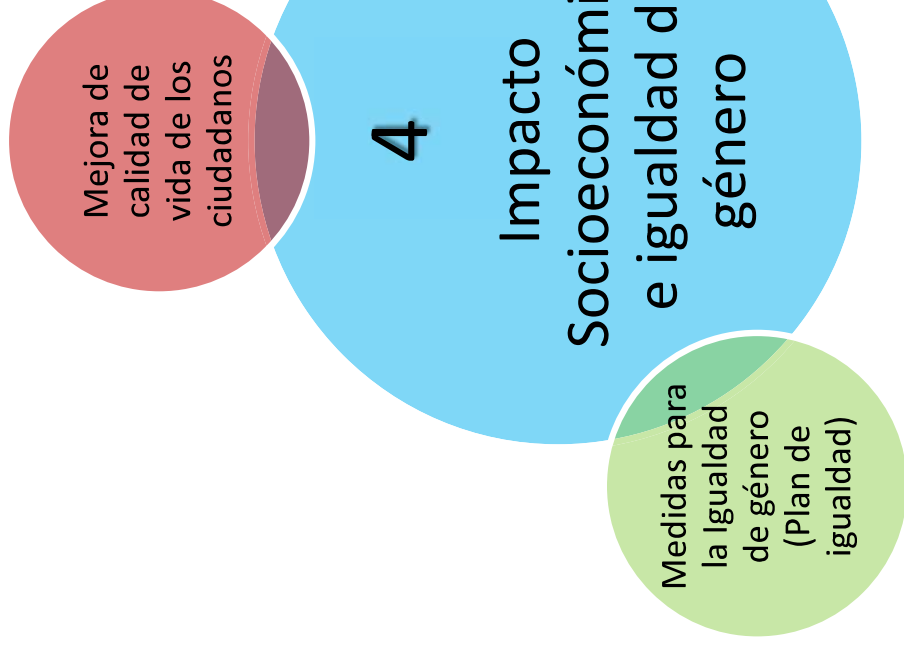 Mejora de
calidad de
vida de los
ciudadanos
4
Impacto
Socioeconómi
e igualdad d
género
Medidas para
la Igualdad
de género
(Plan de
igualdad)